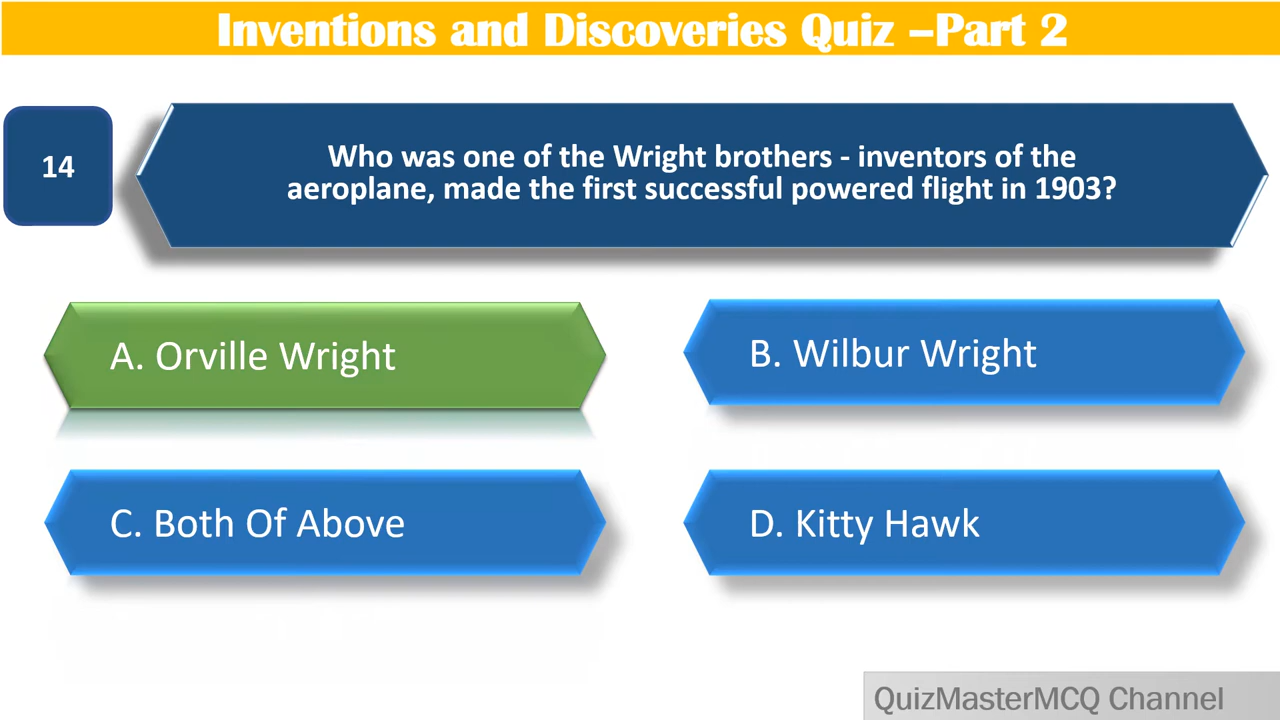 Inventions and Discoveries Quiz –Part 2
14
Who was one of the Wright brothers - inventors of the
aeroplane, made the first successful powered flight in 1903?
A. Orville Wright
B. Wilbur Wright
C. Both Of Above
D. Kitty Hawk
QuizMasterMCQ Channel